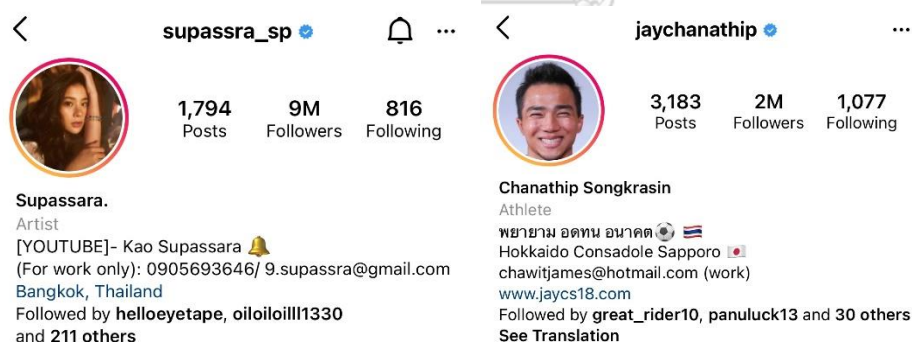 supassra_sp
1,794 9M 816
Posts Followers Following
Supassara.
Artist
[YOUTUBE]- Kao Supassara
(For work only): 0905693646/ 9.supassra@gmail.com
Bangkok, Thailand
Followed by helloeyetape, oiloiloilll1330
and 211 others
jaychanathip
3,183 2M 1,077
Posts Followers Following
Chanathip Songkrasin
Athlete
พยายาม อดทน อนาคต⚽ 🇹🇭
Hokkaido Consadole Sapporo 🇯🇵
chawitjames@hotmail.com (work)
www.jaycs18.com
Followed by great_rider10, panuluck13 and 30 others
See Translation